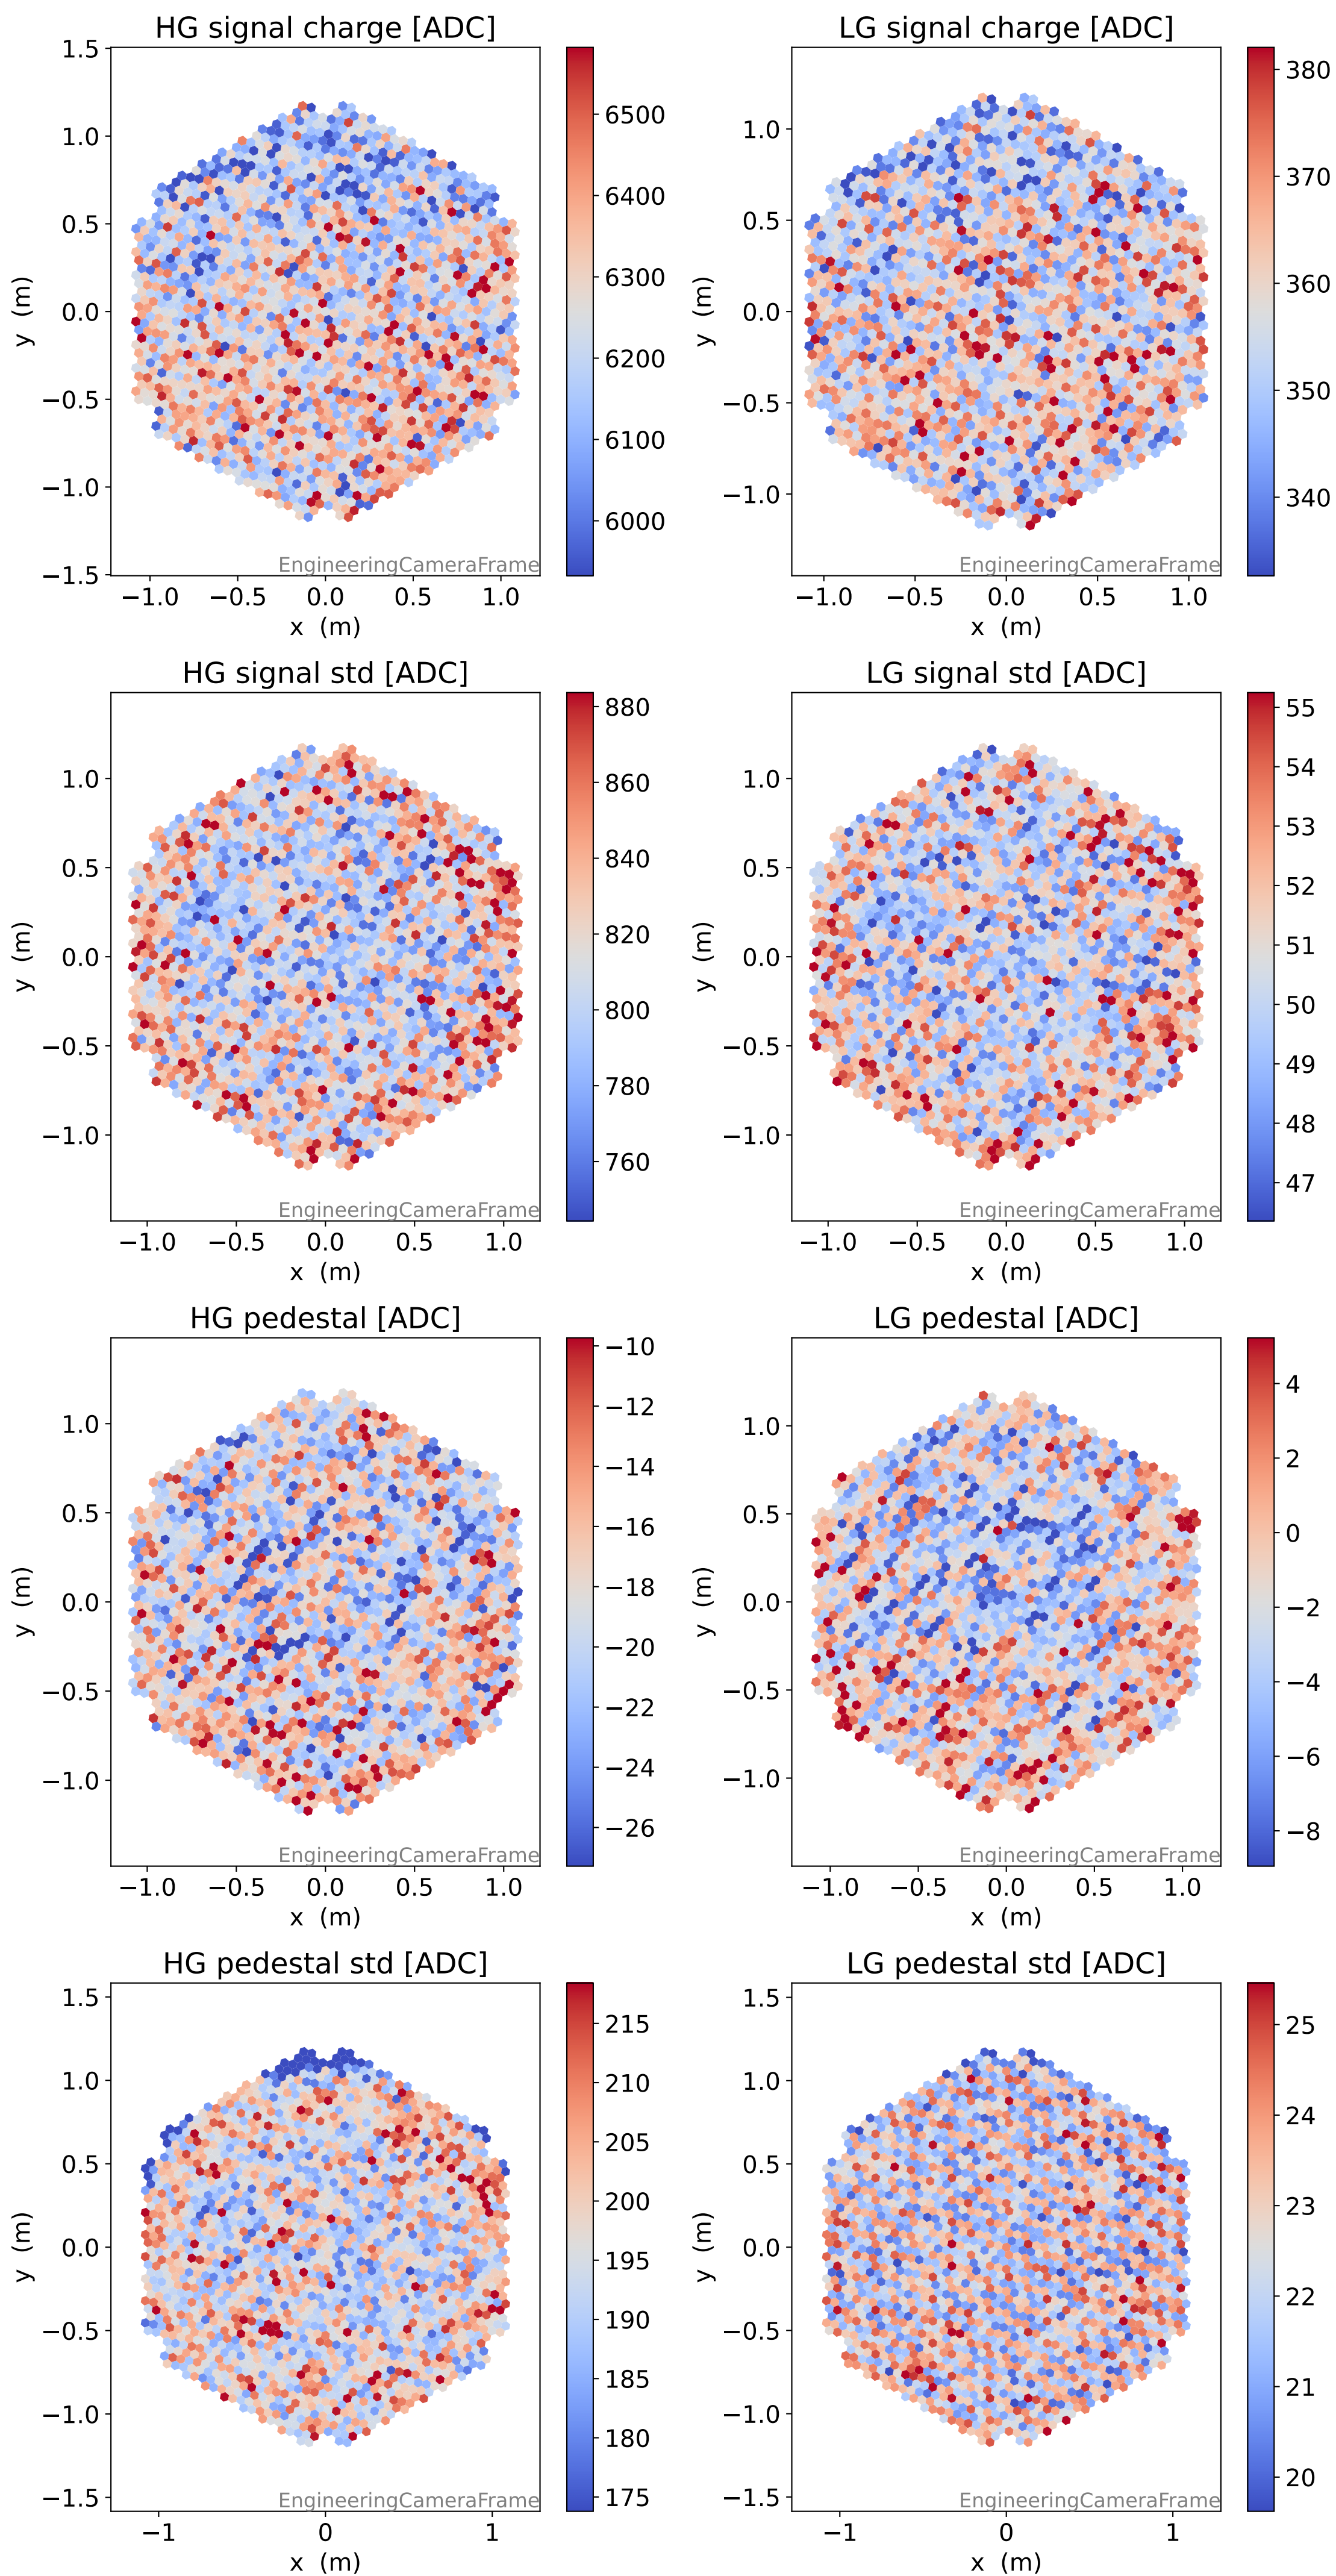 HG signal charge [ADC]
1.5
1.0
0.5
0.0
−0.5
−1.0
−1.5
y (m)
−1.0 −0.5 0.0 0.5 1.0
x (m)
EngineeringCameraFrame
6500
6400
6300
6200
6100
6000
LG signal charge [ADC]
1.0
0.5
0.0
−0.5
−1.0
y (m)
−1.0 −0.5 0.0 0.5 1.0
x (m)
EngineeringCameraFrame
380
370
360
350
340
HG signal std [ADC]
1.0
0.5
0.0
−0.5
−1.0
y (m)
−1.0 −0.5 0.0 0.5 1.0
x (m)
EngineeringCameraFrame
880
860
840
820
800
780
760
LG signal std [ADC]
1.0
0.5
0.0
−0.5
−1.0
y (m)
−1.0 −0.5 0.0 0.5 1.0
x (m)
EngineeringCameraFrame
55
54
53
52
51
50
49
48
47
HG pedestal [ADC]
1.0
0.5
0.0
−0.5
−1.0
y (m)
−1.0 −0.5 0.0 0.5 1.0
x (m)
EngineeringCameraFrame
−10
−12
−14
−16
−18
−20
−22
−24
−26
LG pedestal [ADC]
1.0
0.5
0.0
−0.5
−1.0
y (m)
−1.0 −0.5 0.0 0.5 1.0
x (m)
EngineeringCameraFrame
4
2
0
−2
−4
−6
−8
HG pedestal std [ADC]
1.5
1.0
0.5
0.0
−0.5
−1.0
−1.5
y (m)
−1 0 1
x (m)
EngineeringCameraFrame
215
210
205
200
195
190
185
180
175
LG pedestal std [ADC]
1.5
1.0
0.5
0.0
−0.5
−1.0
−1.5
y (m)
−1 0 1
x (m)
EngineeringCameraFrame
25
24
23
22
21
20